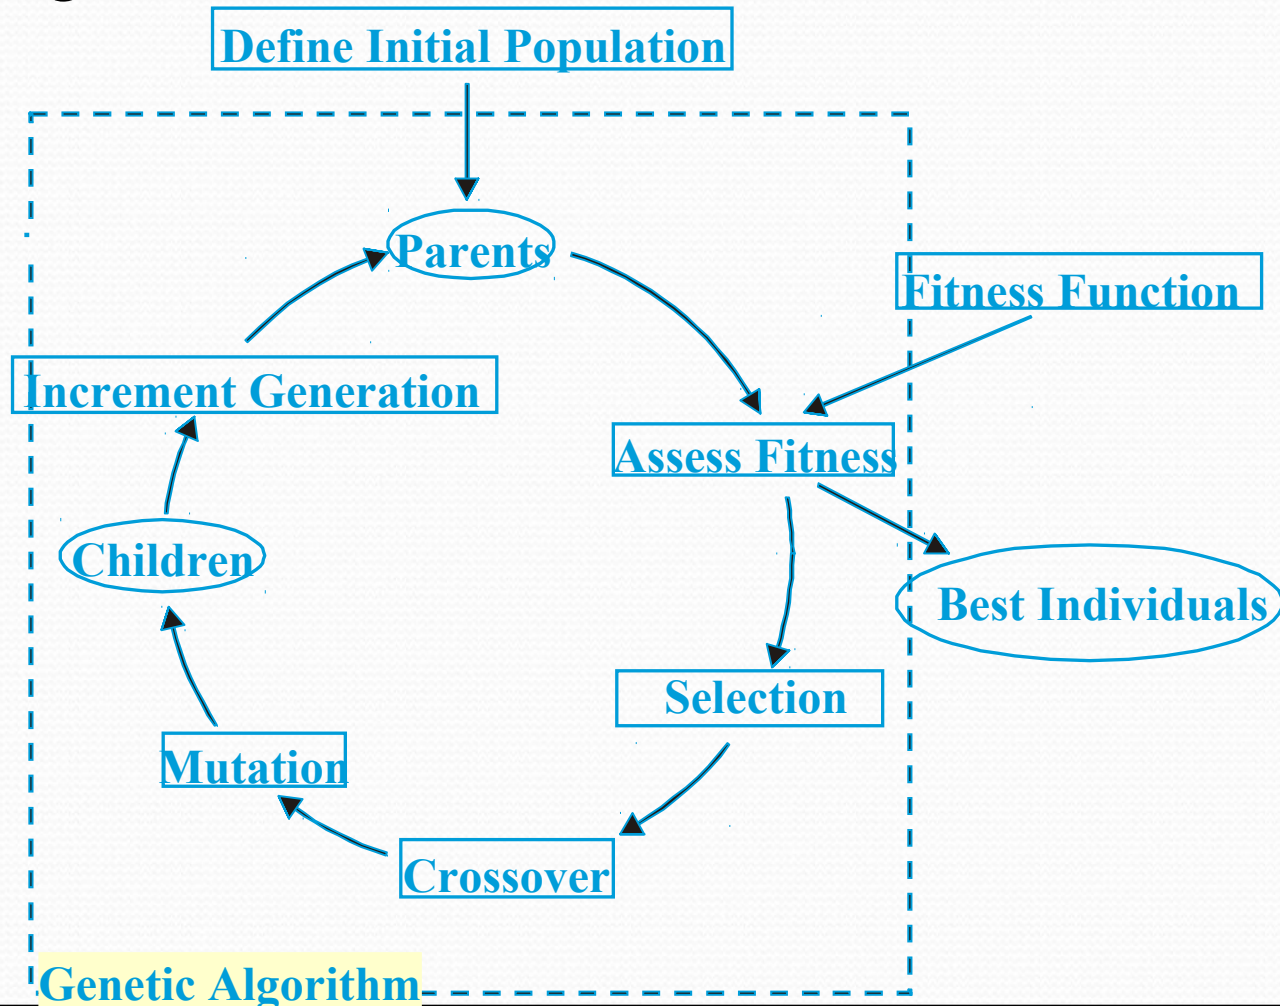 Define Initial Population
Parents
Fitness Function
Increment Generation
Assess Fitness
Children
Best Individuals
Selection
Mutation
Crossover
Genetic Algorithm